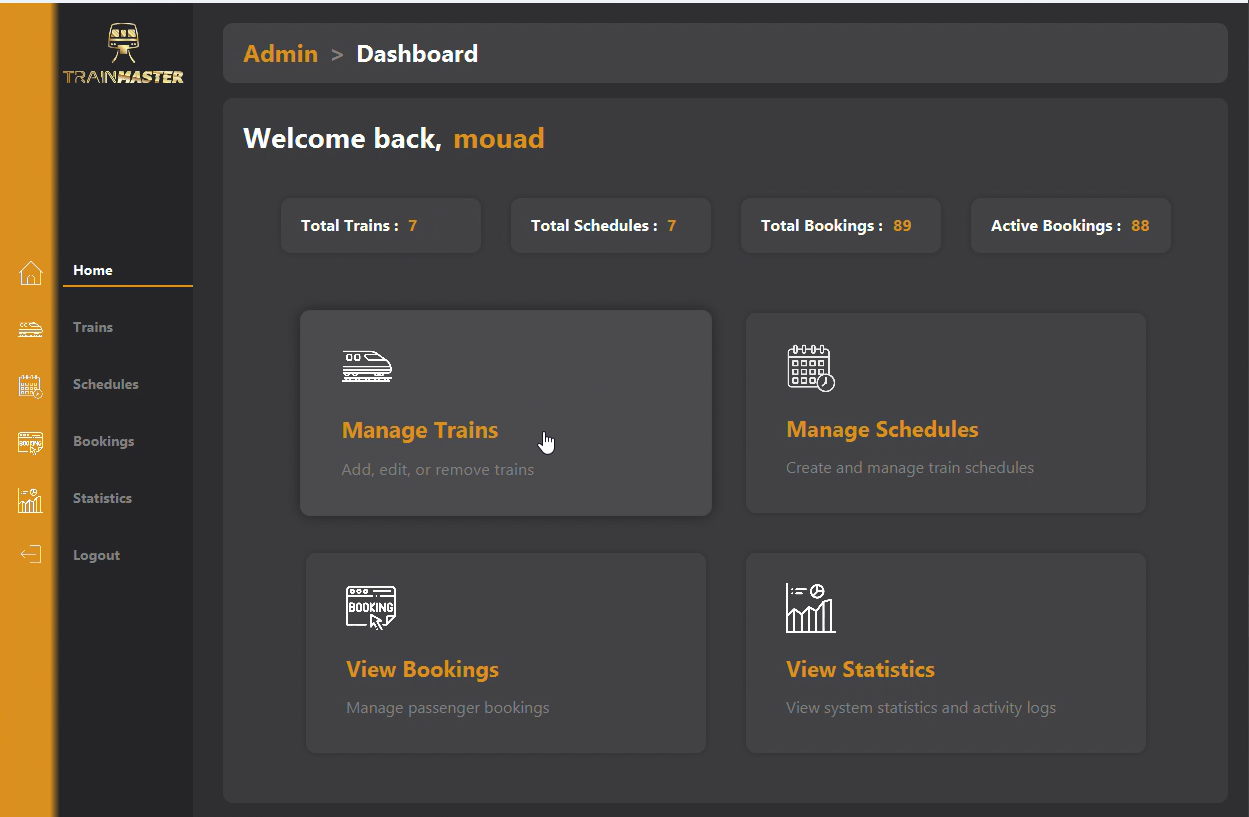 TRAINMASTER
Admin > Dashboard
Welcome back, mouad
Total Trains : 7
Total Schedules : 7
Total Bookings : 89
Active Bookings : 88
Home
Trains
Schedules
BOOKING
Bookings
Statistics
Logout
Manage Trains
Add, edit, or remove trains
Manage Schedules
Create and manage train schedules
BOOKING
View Bookings
Manage passenger bookings
View Statistics
View system statistics and activity logs